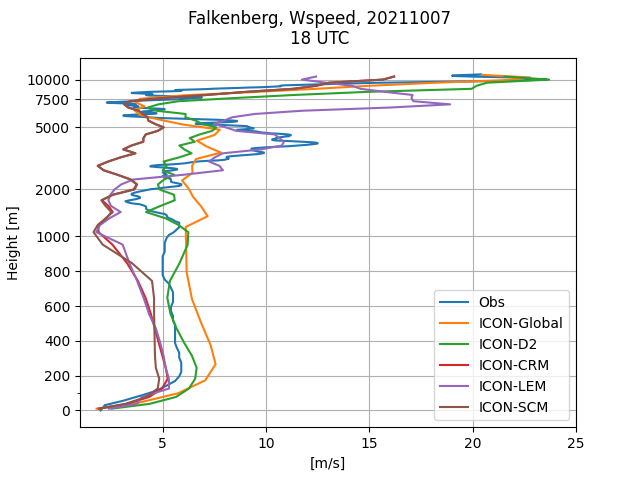 Falkenberg, Wspeed, 20211007
18 UTC
Height [m]
10000
7500
5000
2000
1000
800
600
400
200
0
5
10
15
20
25
[m/s]
Obs
ICON-Global
ICON-D2
ICON-CRM
ICON-LEM
ICON-SCM